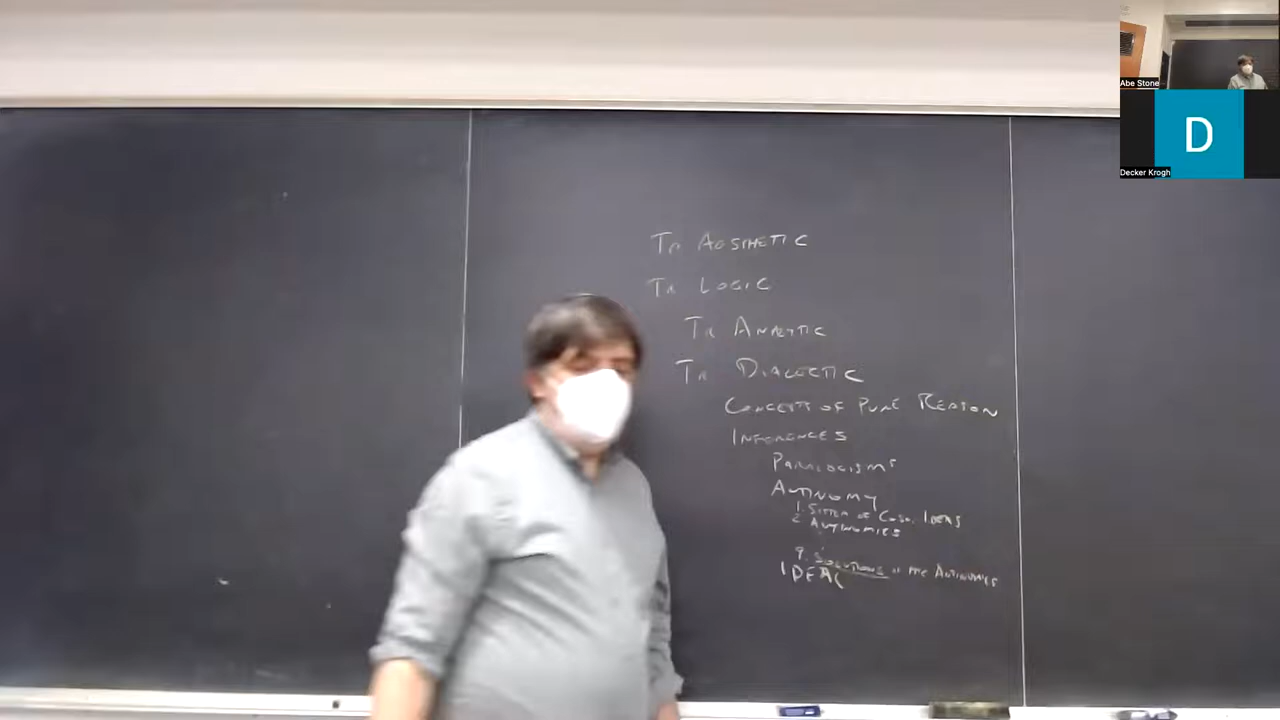 Abe Stone
D
Decker Krogh
Tr AESTHETIC
Tr LOGIC
Tr ANALYTIC
Tr DIALECTIC
CONCEPTS OF PURE REASON
INFERENCES
PARALOGISMS
ANTINOMY
1. SYSTEM OF COSM. IDEAS
2 ANTINOMIES
9. SOLUTIONS OF THE ANTINOMIES
IDEAL